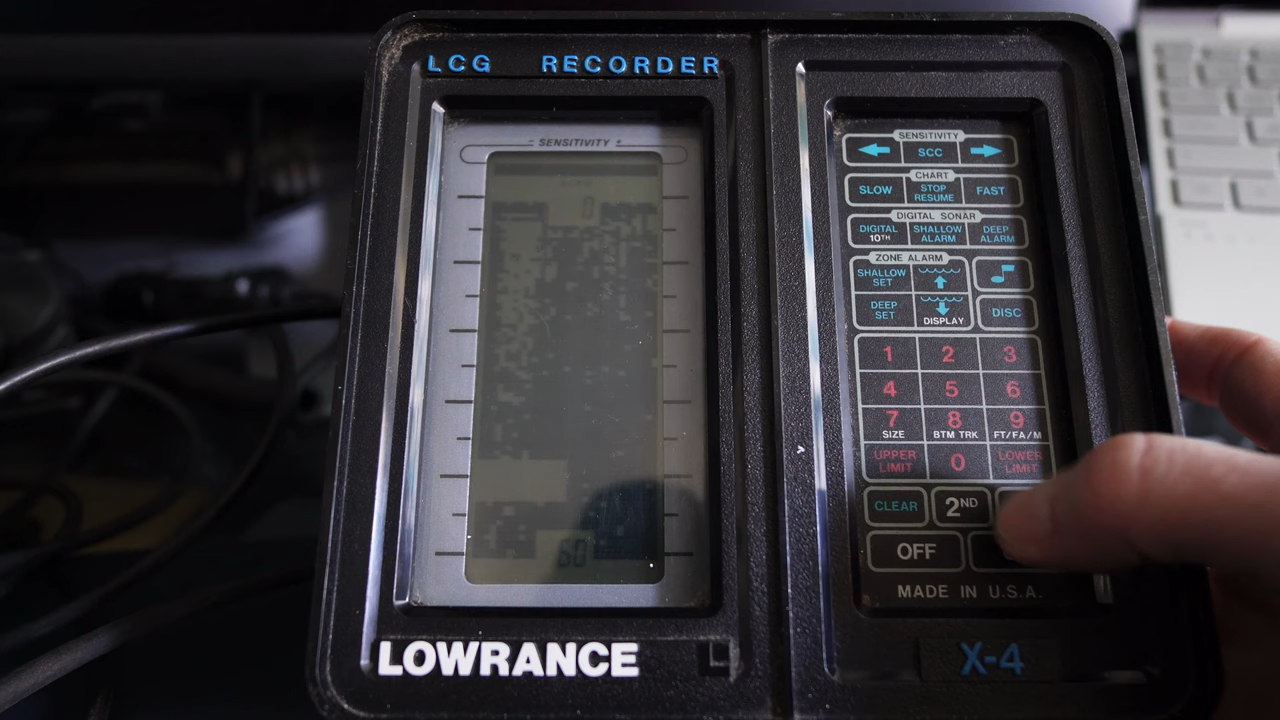 LCG RECORDER
- SENSITIVITY +
0
60
LOWRANCE
SENSITIVITY
SCC
CHART
SLOW
STOP
RESUME
FAST
DIGITAL SONAR
DIGITAL
10TH
SHALLOW
ALARM
DEEP
ALARM
ZONE ALARM
SHALLOW
SET
DEEP
SET
DISPLAY
DISC
1 2 3
4 5 6
7 8 9
SIZE BTM TRK FT/FA/M
UPPER
LIMIT
0
LOWER
LIMIT
CLEAR 2ND
OFF
MADE IN U.S.A.
X-4